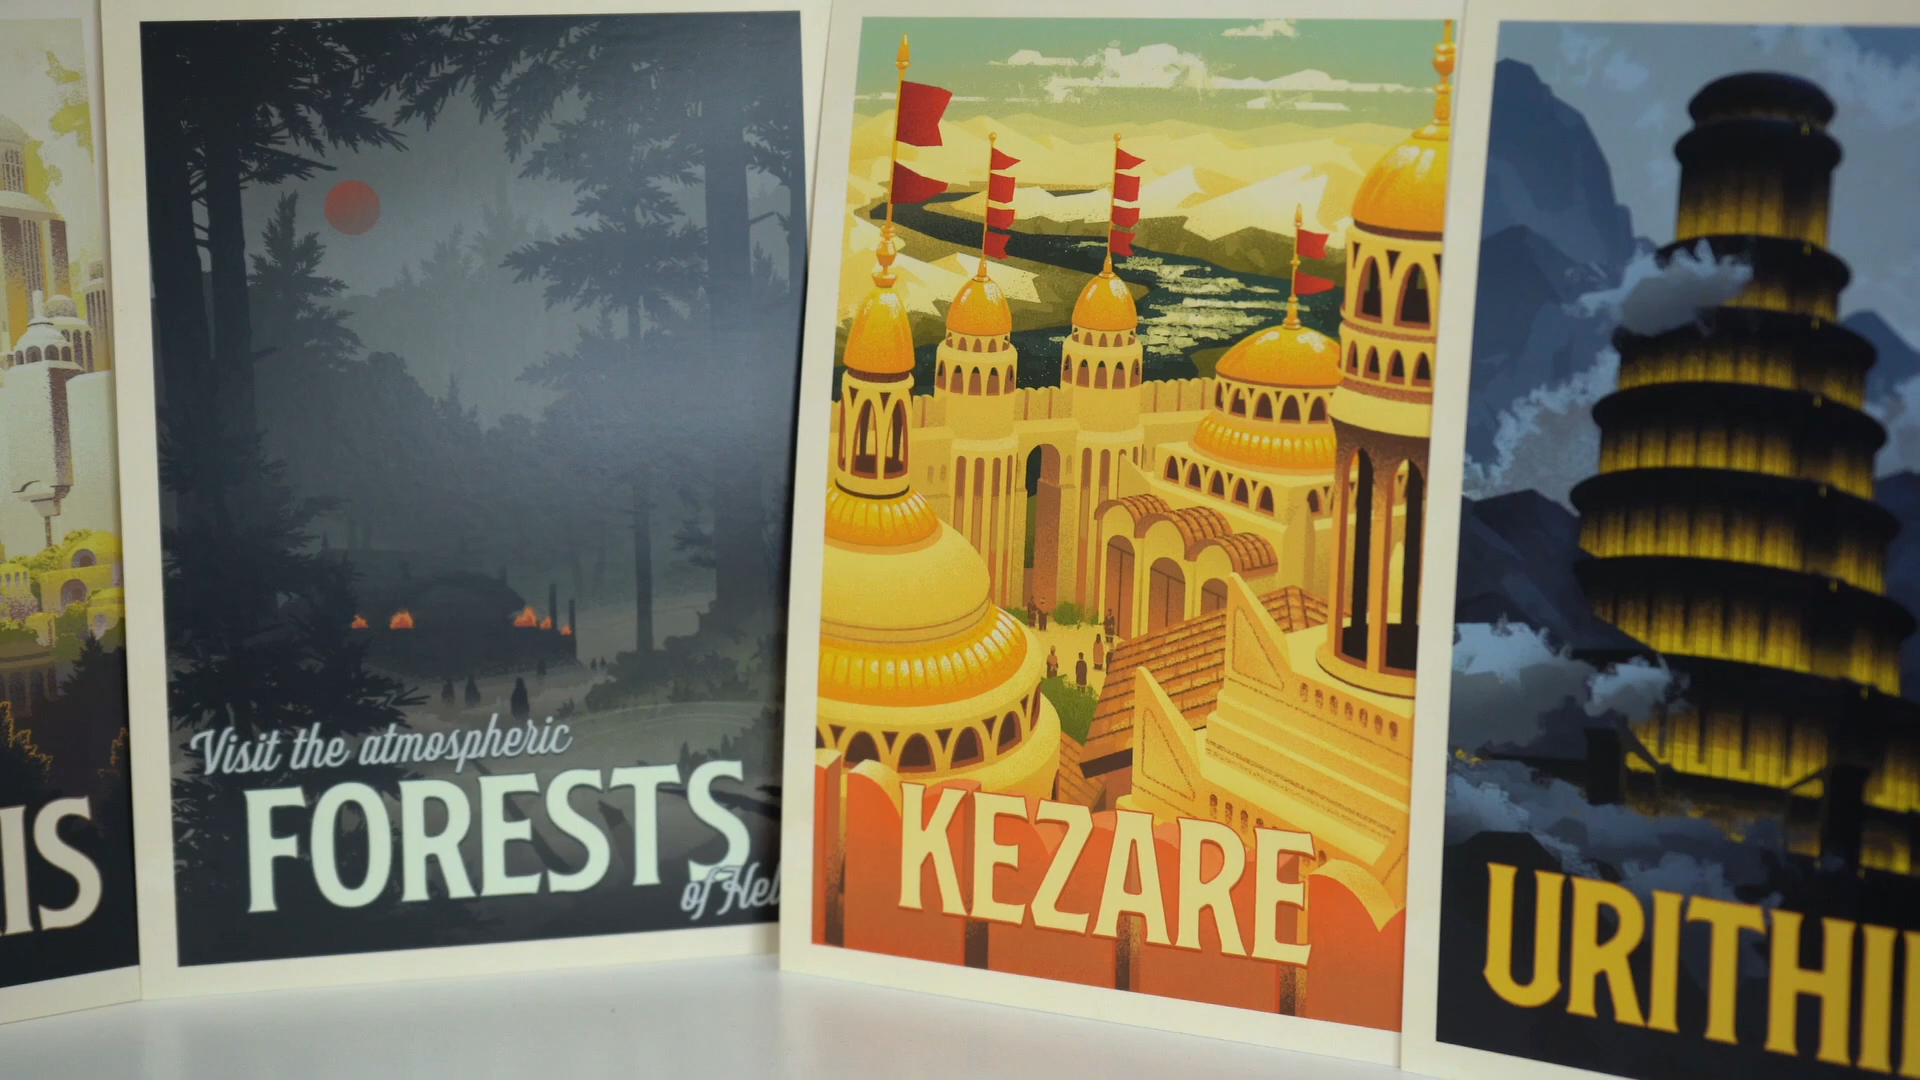 IS
Visit the atmospheric
FORESTS
of Hel
KEZARE
URITHI